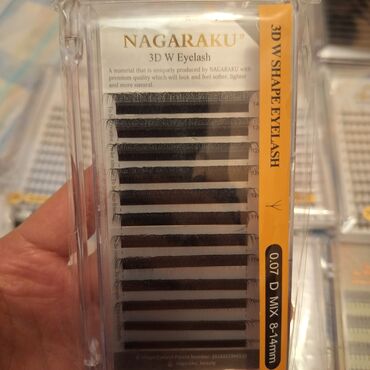 NAGARAKU®
3D W Eyelash
A material that is uniquely produced by NAGARAKU with
premium quality which will look and feel softer, lighter
and more natural.
3D W SHAPE EYELASH
0.07 D MIX 8-14mm